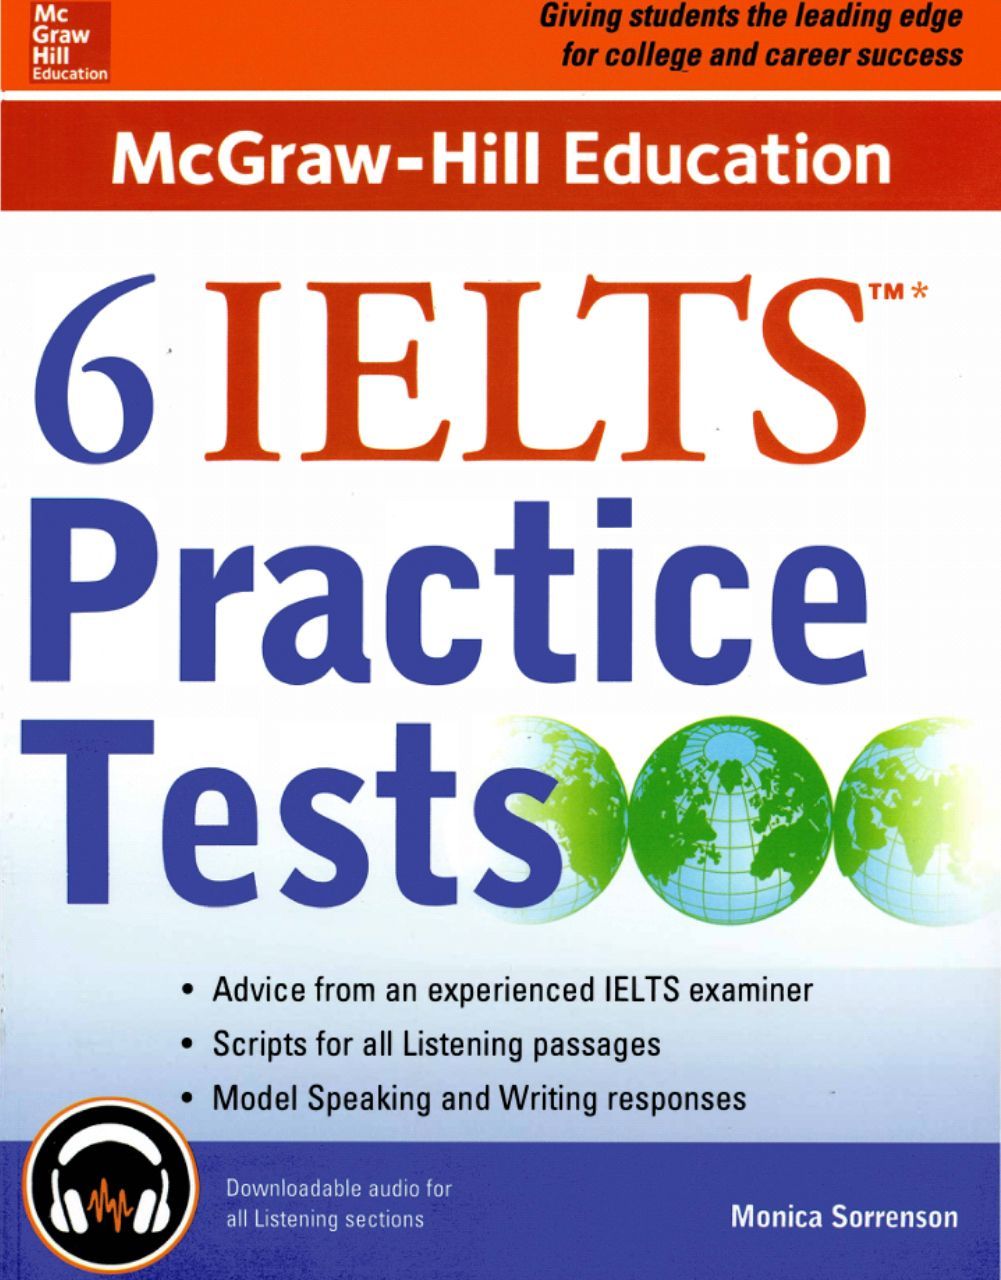 Mc
Graw
Hill
Education
Giving students the leading edge
for college and career success
McGraw-Hill Education
6 IELTS™*
Practice
Tests
• Advice from an experienced IELTS examiner
• Scripts for all Listening passages
• Model Speaking and Writing responses
Downloadable audio for
all Listening sections
Monica Sorrenson